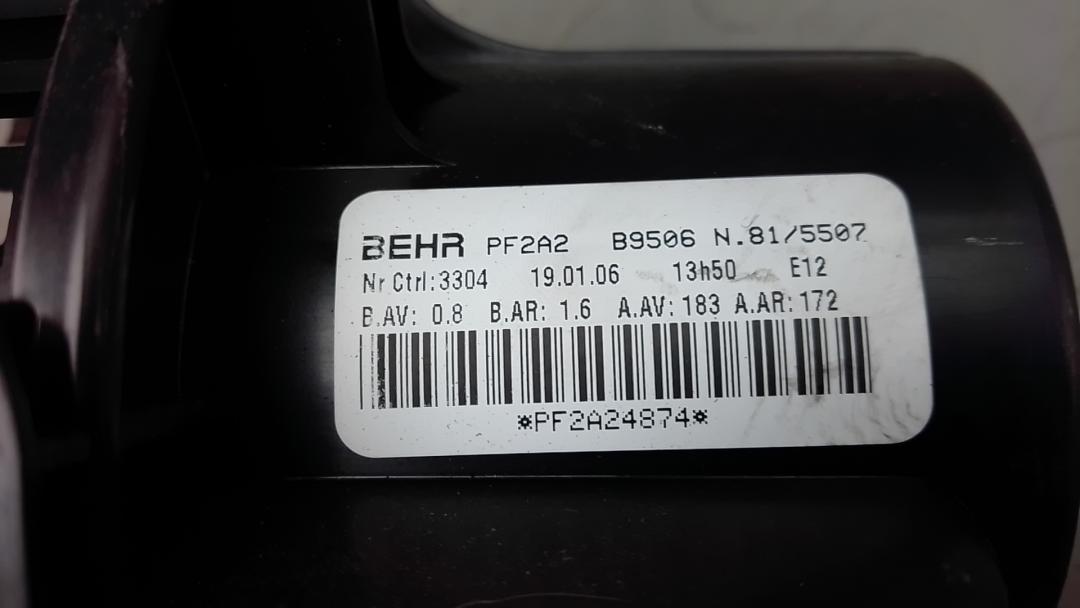 BEHR PF2A2 B9506 N.81/5507
Nr Ctrl:3304 19.01.06 13h50 E12
B.AV: 0.8 B.AR: 1.6 A.AV:183 A.AR:172
*PF2A24874*